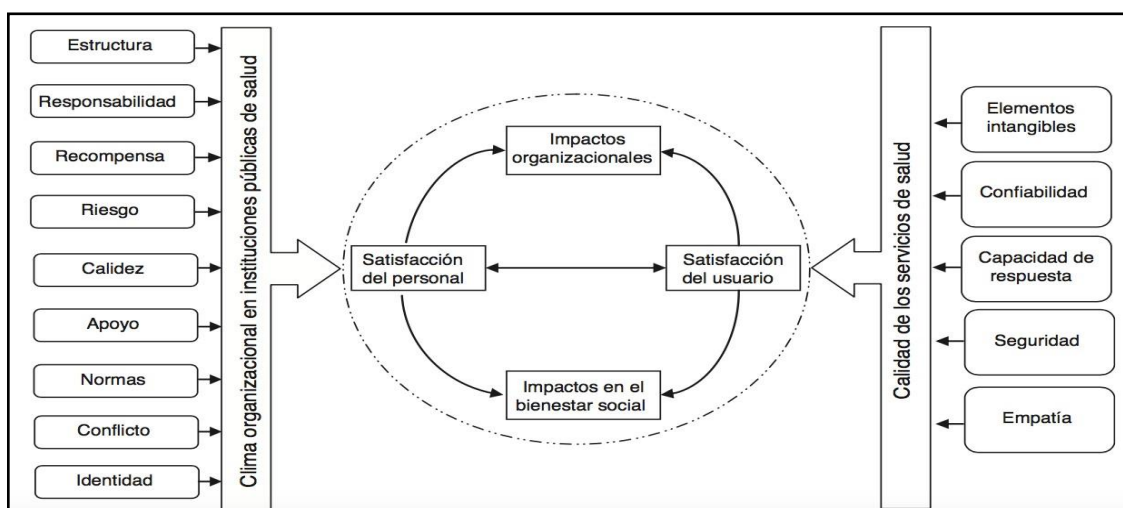 Estructura
Responsabilidad
Recompensa
Riesgo
Calidez
Apoyo
Normas
Conflicto
Identidad
Clima organizacional en instituciones públicas de salud
Impactos
organizacionales
Satisfacción
del personal
Satisfacción
del usuario
Impactos en el
bienestar social
Calidad de los servicios de salud
Elementos
intangibles
Confiabilidad
Capacidad de
respuesta
Seguridad
Empatía